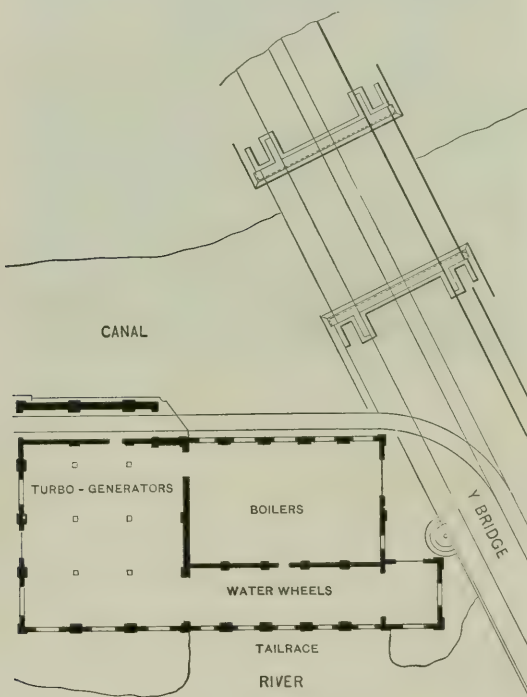 CANAL
TURBO - GENERATORS
BOILERS
Y BRIDGE
WATER WHEELS
TAILRACE
RIVER